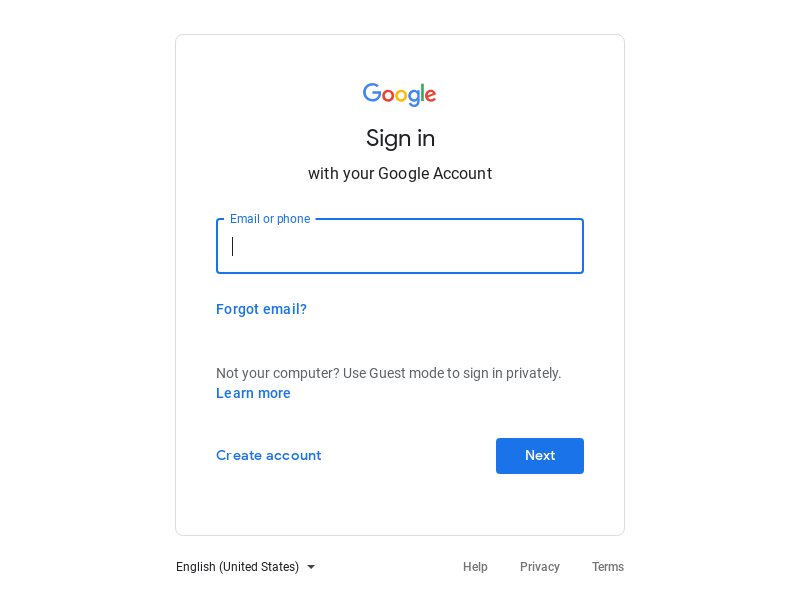 Google
Sign in
with your Google Account
Email or phone
Forgot email?
Not your computer? Use Guest mode to sign in privately.
Learn more
Create account
Next
English (United States)
Help
Privacy
Terms